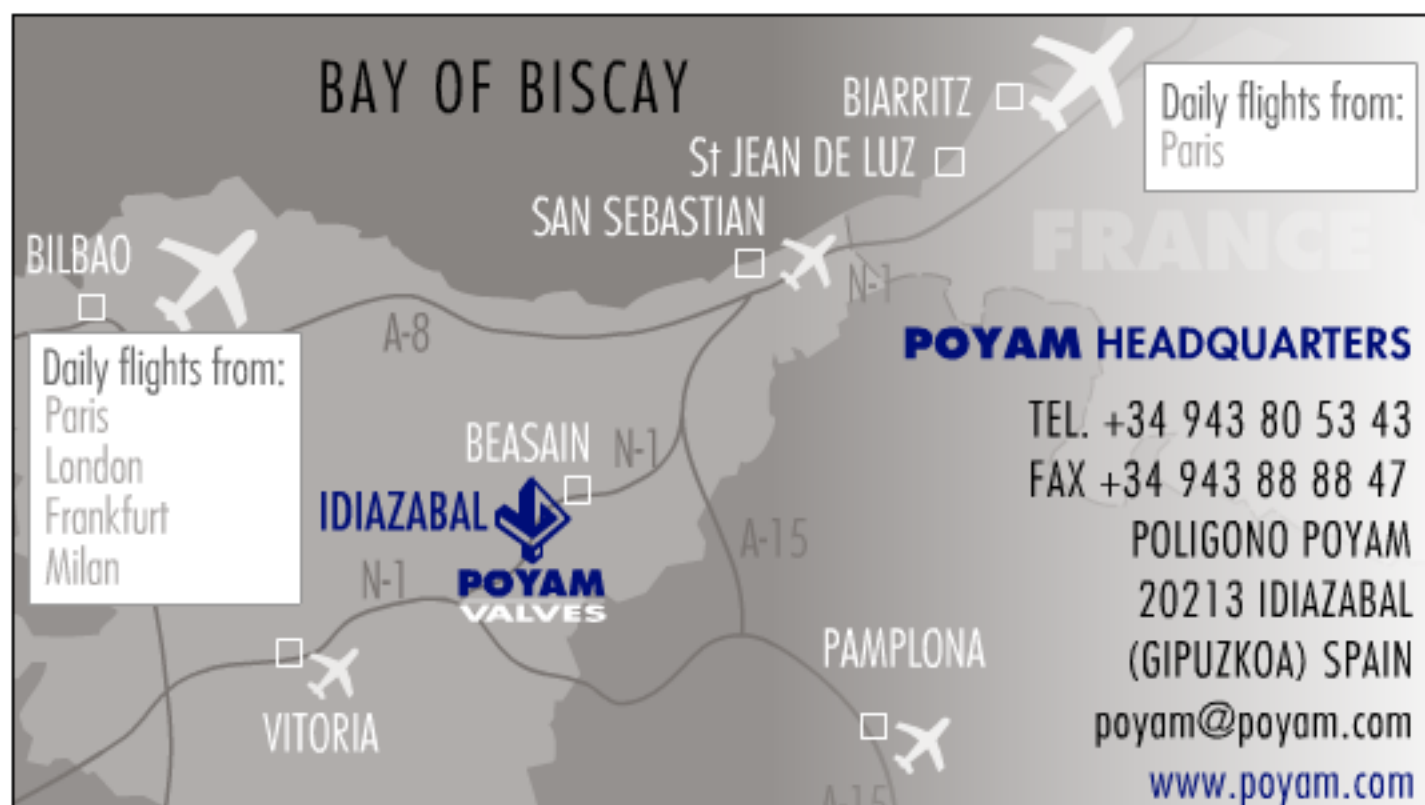 BAY OF BISCAY
BIARRITZ
Daily flights from:
Paris
St JEAN DE LUZ
SAN SEBASTIAN
FRANCE
BILBAO
N-1
A-8
Daily flights from:
Paris
London
Frankfurt
Milan
POYAM HEADQUARTERS
TEL. +34 943 80 53 43
FAX +34 943 88 88 47
POLIGONO POYAM
20213 IDIAZABAL
(GIPUZKOA) SPAIN
poyam@poyam.com
www.poyam.com
BEASAIN
N-1
IDIAZABAL
A-15
N-1
POYAM
VALVES
PAMPLONA
VITORIA
A-15